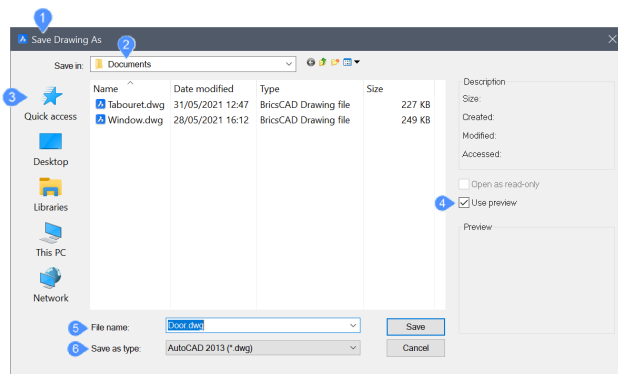 1
Save Drawing As
2
Save in: Documents
3
Quick access
Desktop
Libraries
This PC
Network
Name Date modified Type Size
Tabouret.dwg 31/05/2021 12:47 BricsCAD Drawing file 227 KB
Window.dwg 28/05/2021 16:12 BricsCAD Drawing file 249 KB
Description
Size:
Created:
Modified:
Accessed:
Open as read-only
4 Use preview
Preview
5 File name: Door.dwg Save
6 Save as type: AutoCAD 2013 (*.dwg) Cancel